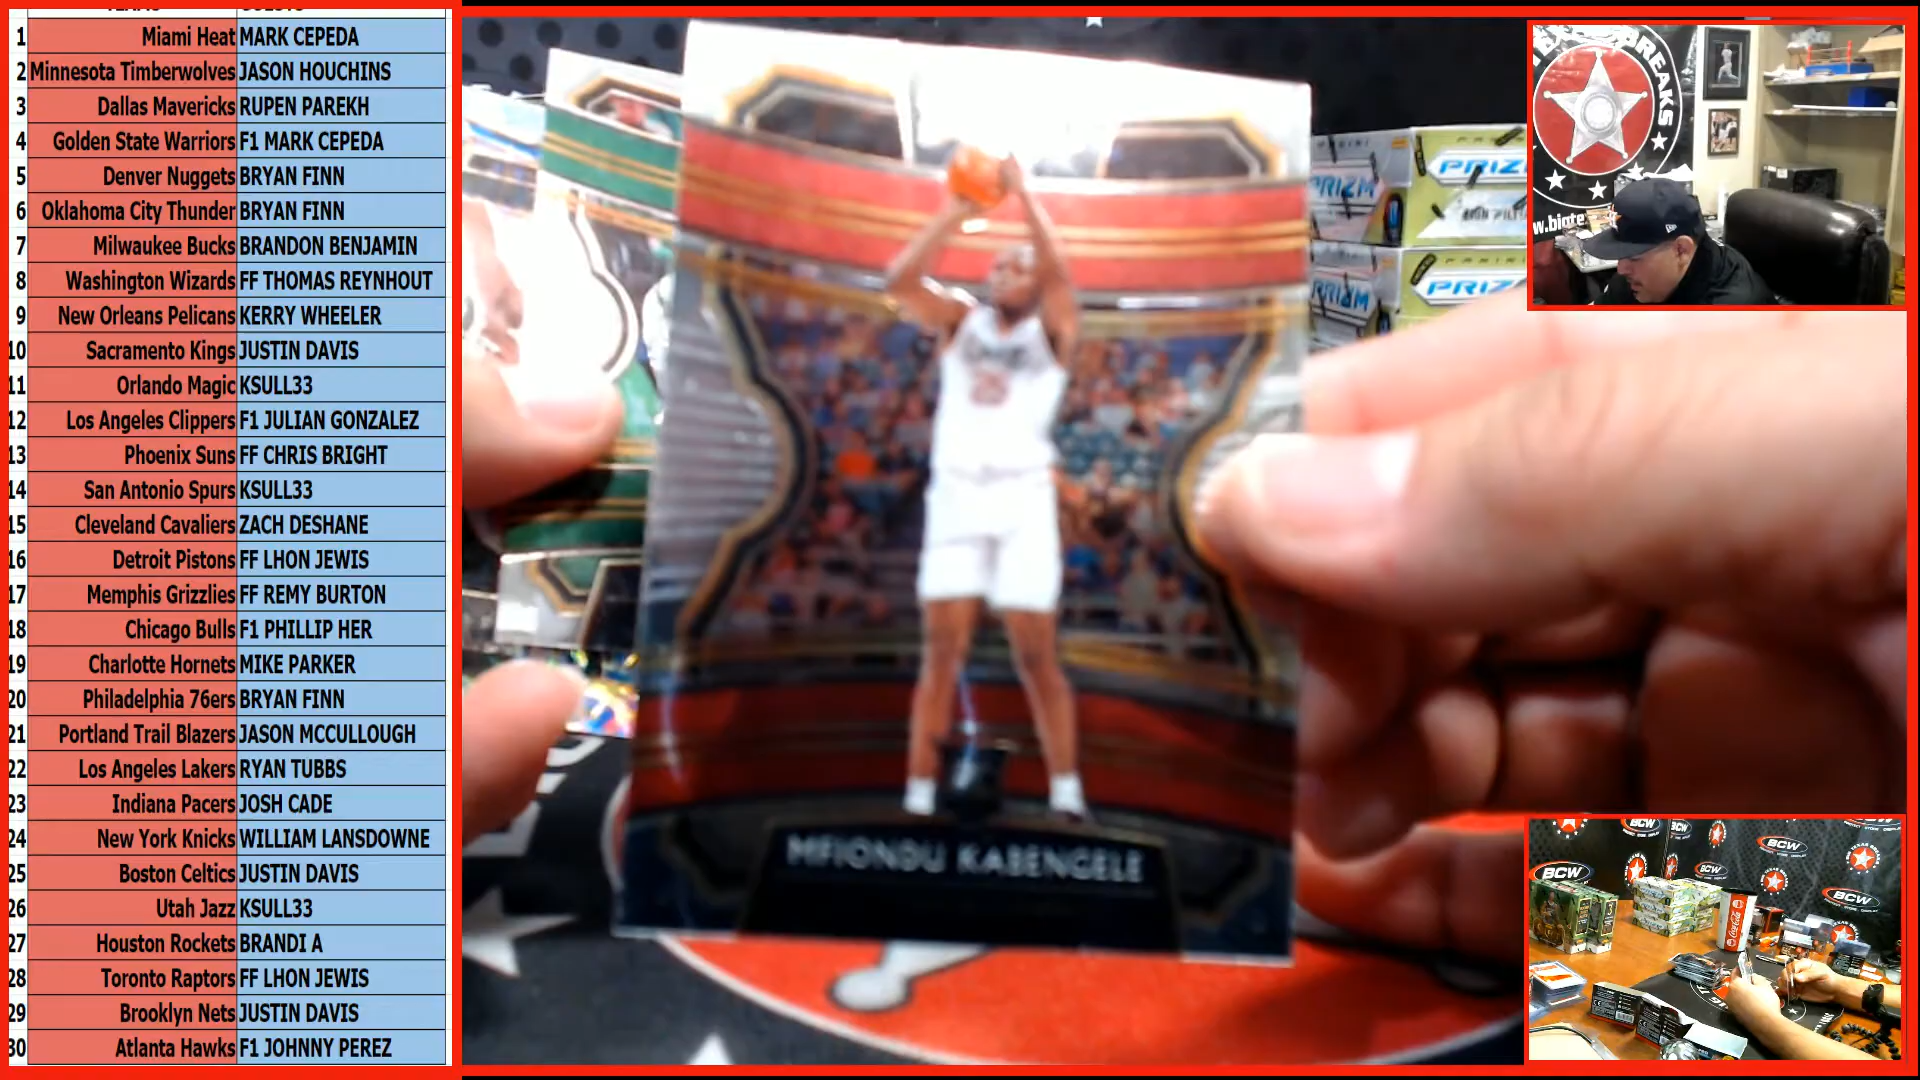 1 Miami Heat MARK CEPEDA
2 Minnesota Timberwolves JASON HOUCHINS
3 Dallas Mavericks RUPEN PAREKH
4 Golden State Warriors F1 MARK CEPEDA
5 Denver Nuggets BRYAN FINN
6 Oklahoma City Thunder BRYAN FINN
7 Milwaukee Bucks BRANDON BENJAMIN
8 Washington Wizards FF THOMAS REYNHOUT
9 New Orleans Pelicans KERRY WHEELER
10 Sacramento Kings JUSTIN DAVIS
11 Orlando Magic KSULL33
12 Los Angeles Clippers F1 JULIAN GONZALEZ
13 Phoenix Suns FF CHRIS BRIGHT
14 San Antonio Spurs KSULL33
15 Cleveland Cavaliers ZACH DESHANE
16 Detroit Pistons FF LHON JEWIS
17 Memphis Grizzlies FF REMY BURTON
18 Chicago Bulls F1 PHILLIP HER
19 Charlotte Hornets MIKE PARKER
20 Philadelphia 76ers BRYAN FINN
21 Portland Trail Blazers JASON MCCULLOUGH
22 Los Angeles Lakers RYAN TUBBS
23 Indiana Pacers JOSH CADE
24 New York Knicks WILLIAM LANSDOWNE
25 Boston Celtics JUSTIN DAVIS
26 Utah Jazz KSULL33
27 Houston Rockets BRANDI A
28 Toronto Raptors FF LHON JEWIS
29 Brooklyn Nets JUSTIN DAVIS
30 Atlanta Hawks F1 JOHNNY PEREZ
MFIONDU KABENGELE
PRIZM
PRIZM
PRIZM
PRIZM
BREAKS
BCW
BCW
BCW
BCW
BCW
Coca-Cola